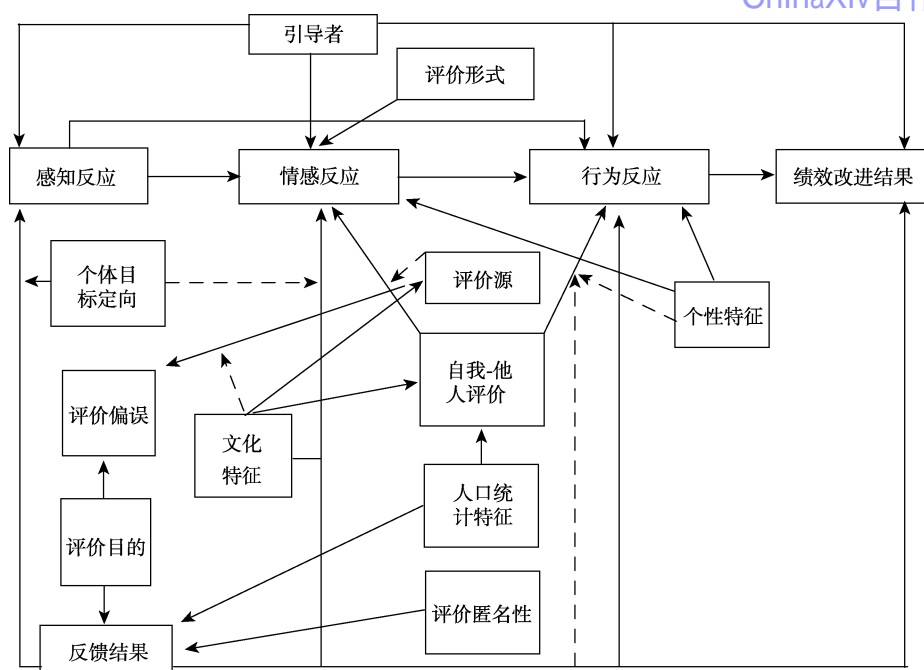 引导者
评价形式
感知反应
情感反应
行为反应
绩效改进结果
个体目
标定向
评价源
个性特征
自我-他
人评价
评价偏误
文化
特征
人口统
计特征
评价目的
评价匿名性
反馈结果